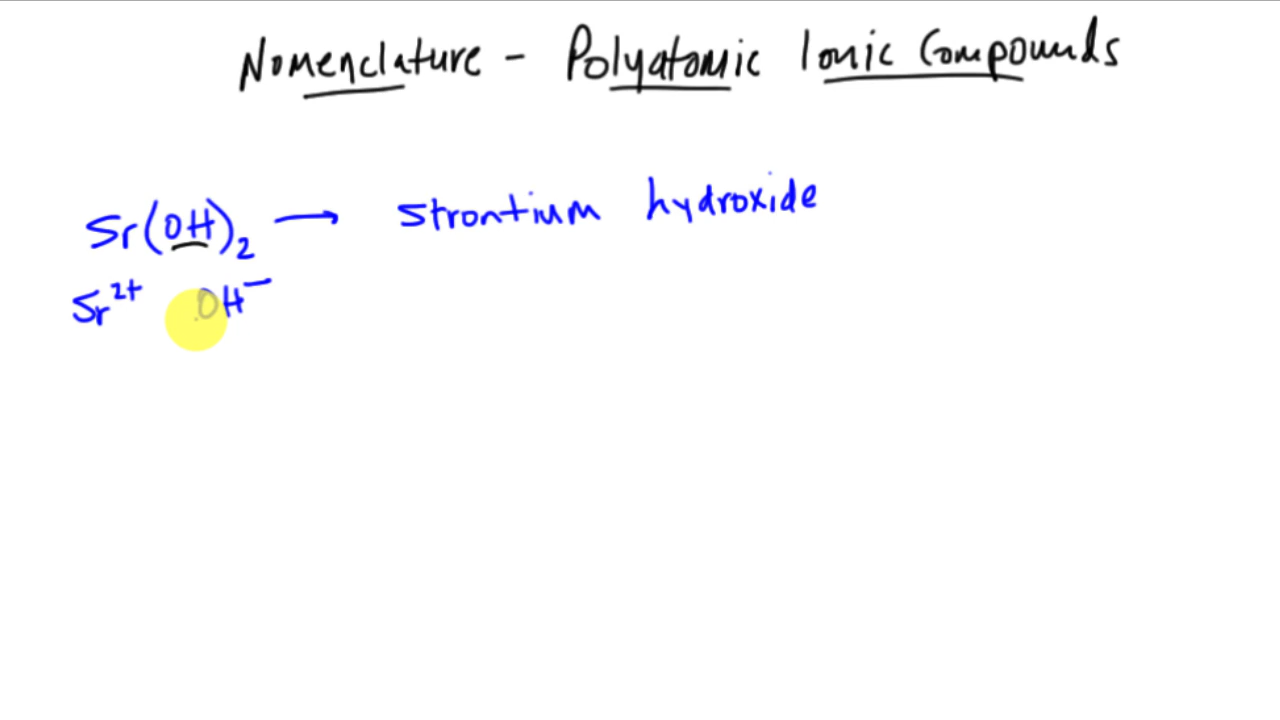 Nomenclature - Polyatomic Ionic Compounds
Sr(OH)₂ → strontium hydroxide
Sr²⁺ OH⁻